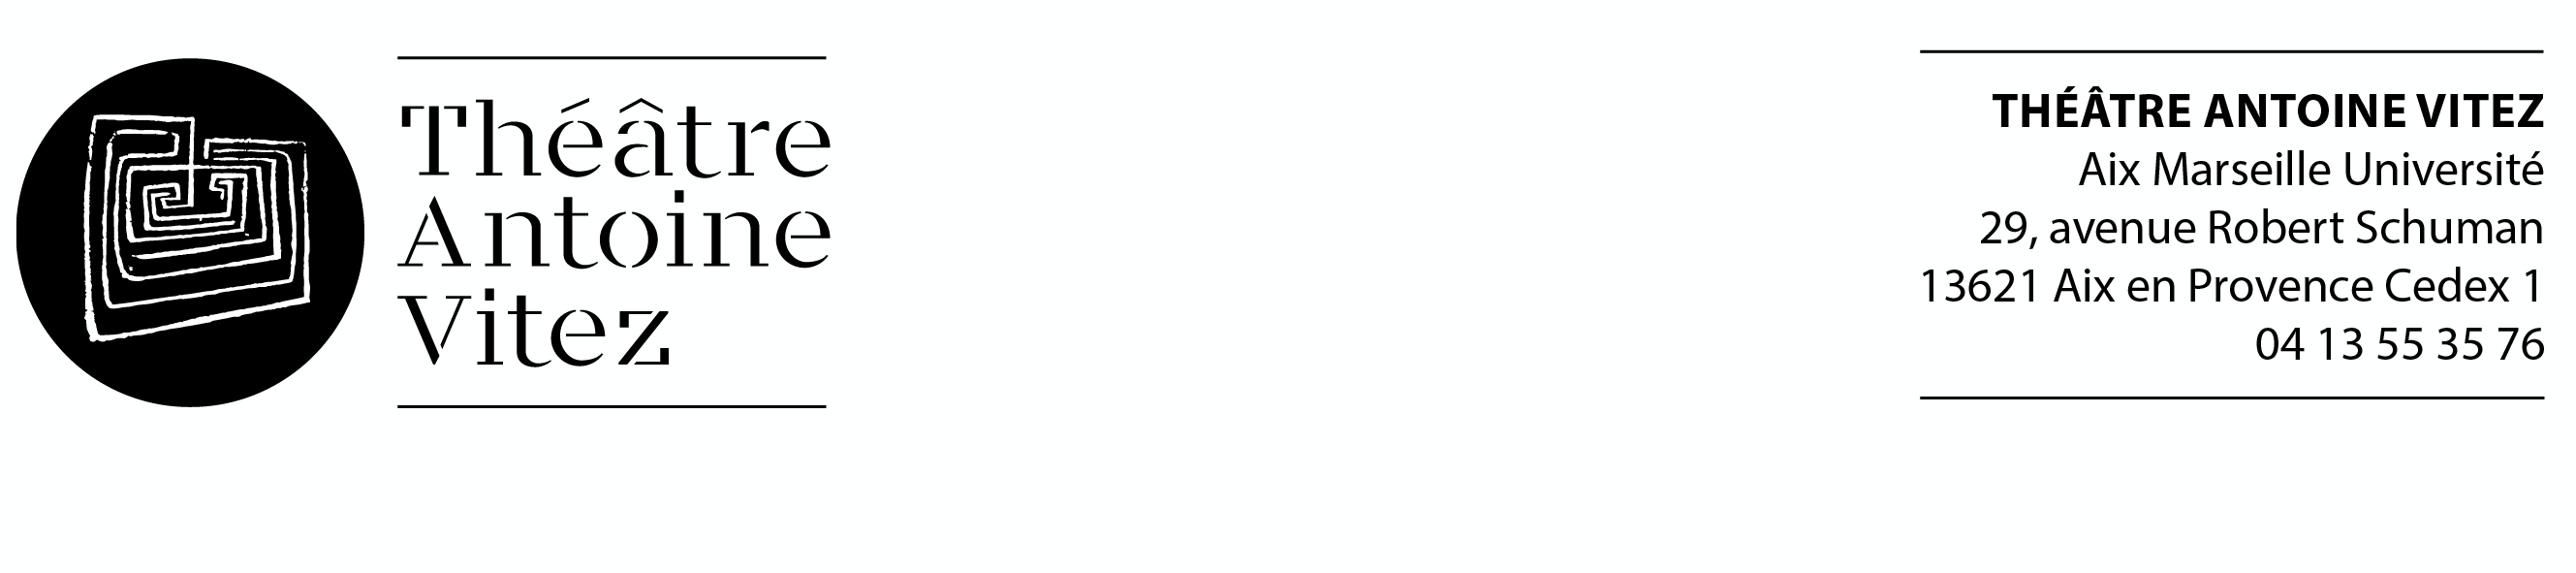 Théâtre
Antoine
Vitez
THÉÂTRE ANTOINE VITEZ
Aix Marseille Université
29, avenue Robert Schuman
13621 Aix en Provence Cedex 1
04 13 55 35 76